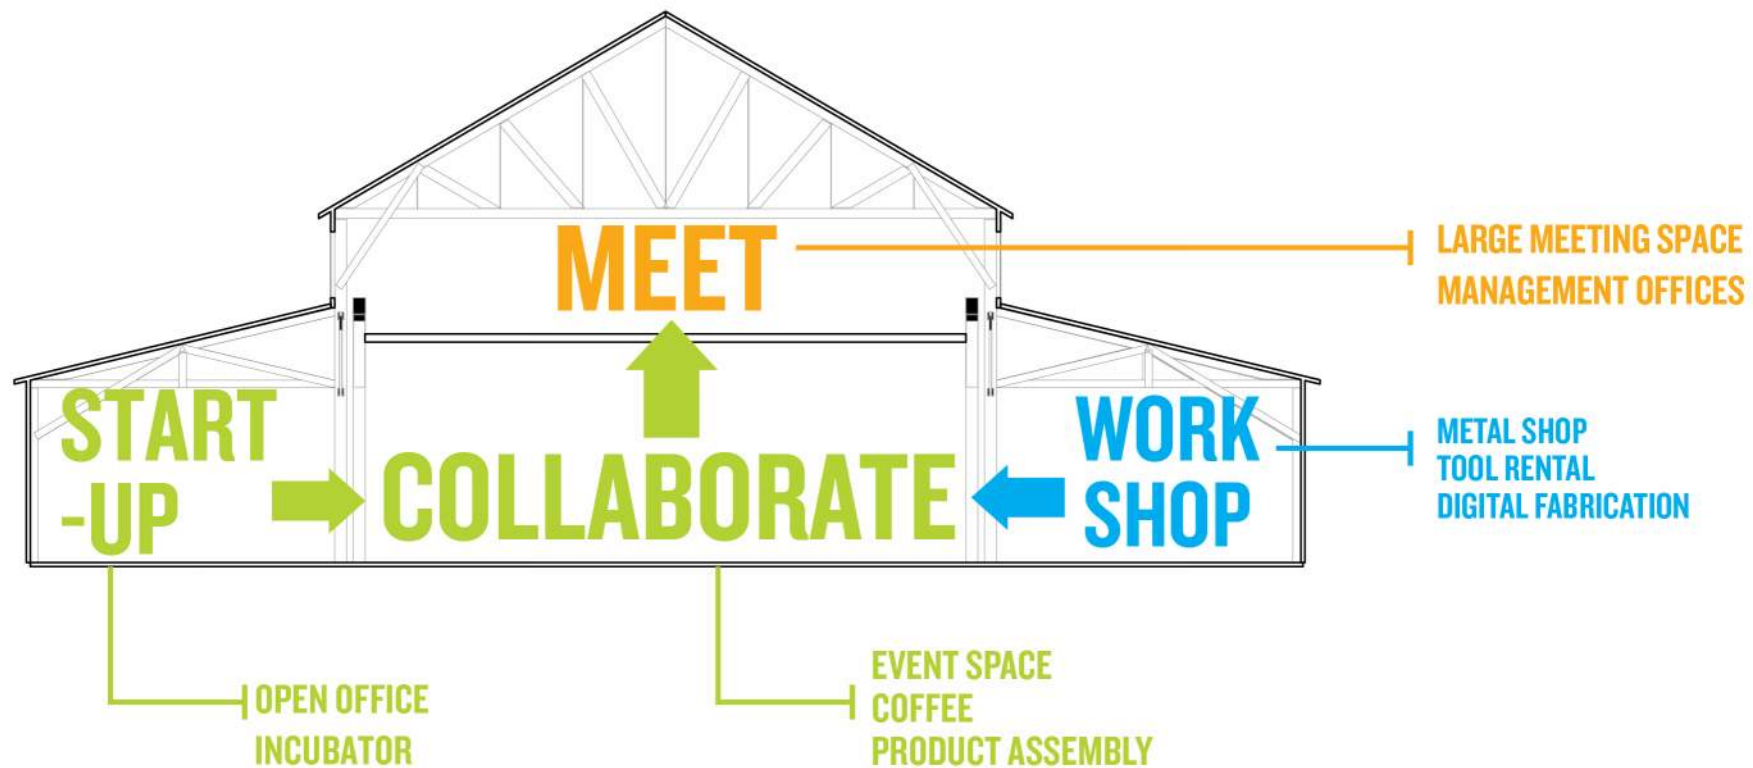 MEET
LARGE MEETING SPACE
MANAGEMENT OFFICES
START
-UP
COLLABORATE
WORK
SHOP
METAL SHOP
TOOL RENTAL
DIGITAL FABRICATION
OPEN OFFICE
INCUBATOR
EVENT SPACE
COFFEE
PRODUCT ASSEMBLY